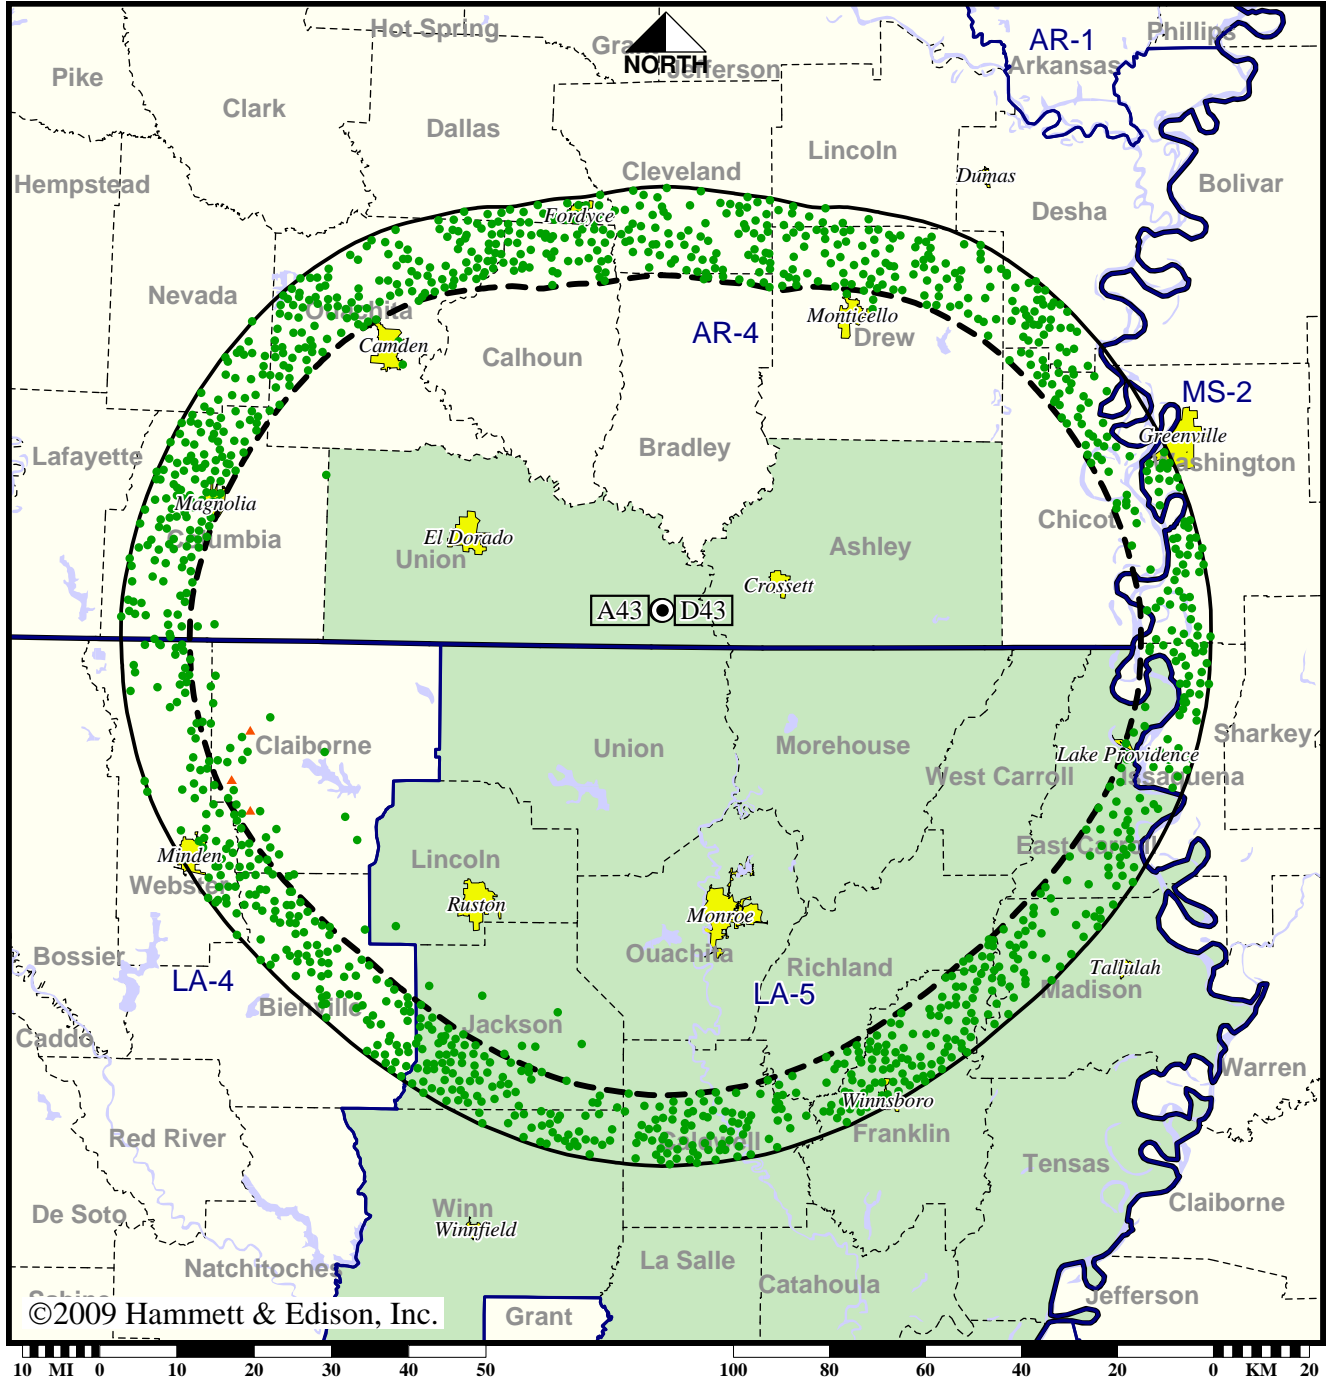 Hot Spring
Grant
AR-1
Phillips
NORTH
Jefferson
Arkansas
Pike
Clark
Dallas
Lincoln
Cleveland
Dumas
Hempstead
Bolivar
Desha
Fordyce
Nevada
Ouachita
Monticello
AR-4
Drew
Camden
Calhoun
MS-2
Greenville
Bradley
Lafayette
Washington
Magnolia
Chicot
El Dorado
Columbia
Ashley
Union
Crossett
A43 D43
Sharkey
Claiborne
Union
Morehouse
Lake Providence
West Carroll
Issaquena
East Carroll
Minden
Lincoln
Webster
Ruston
Monroe
Bossier
Ouachita
Richland
Tallulah
LA-4
LA-5
Madison
Bienville
Jackson
Caddo
Warren
Winnsboro
Red River
Caldwell
Franklin
Tensas
Winn
Claiborne
De Soto
Winnfield
La Salle
Natchitoches
Catahoula
Sabine
Jefferson
©2009 Hammett & Edison, Inc.
Grant
10 MI 0 10 20 30 40 50 100 80 60 40 20 0 KM 20